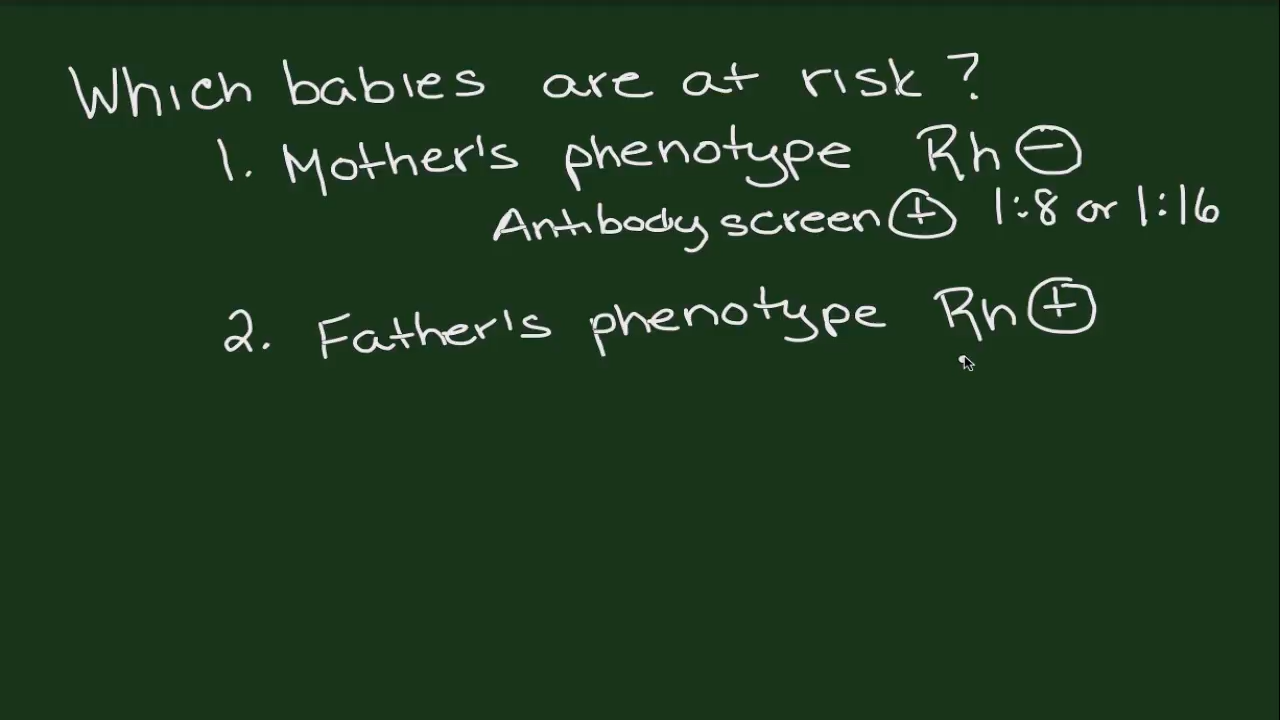 Which babies are at risk?
1. Mother's phenotype Rh ⊖
Antibody screen ⊕ 1:8 or 1:16
2. Father's phenotype Rh ⊕